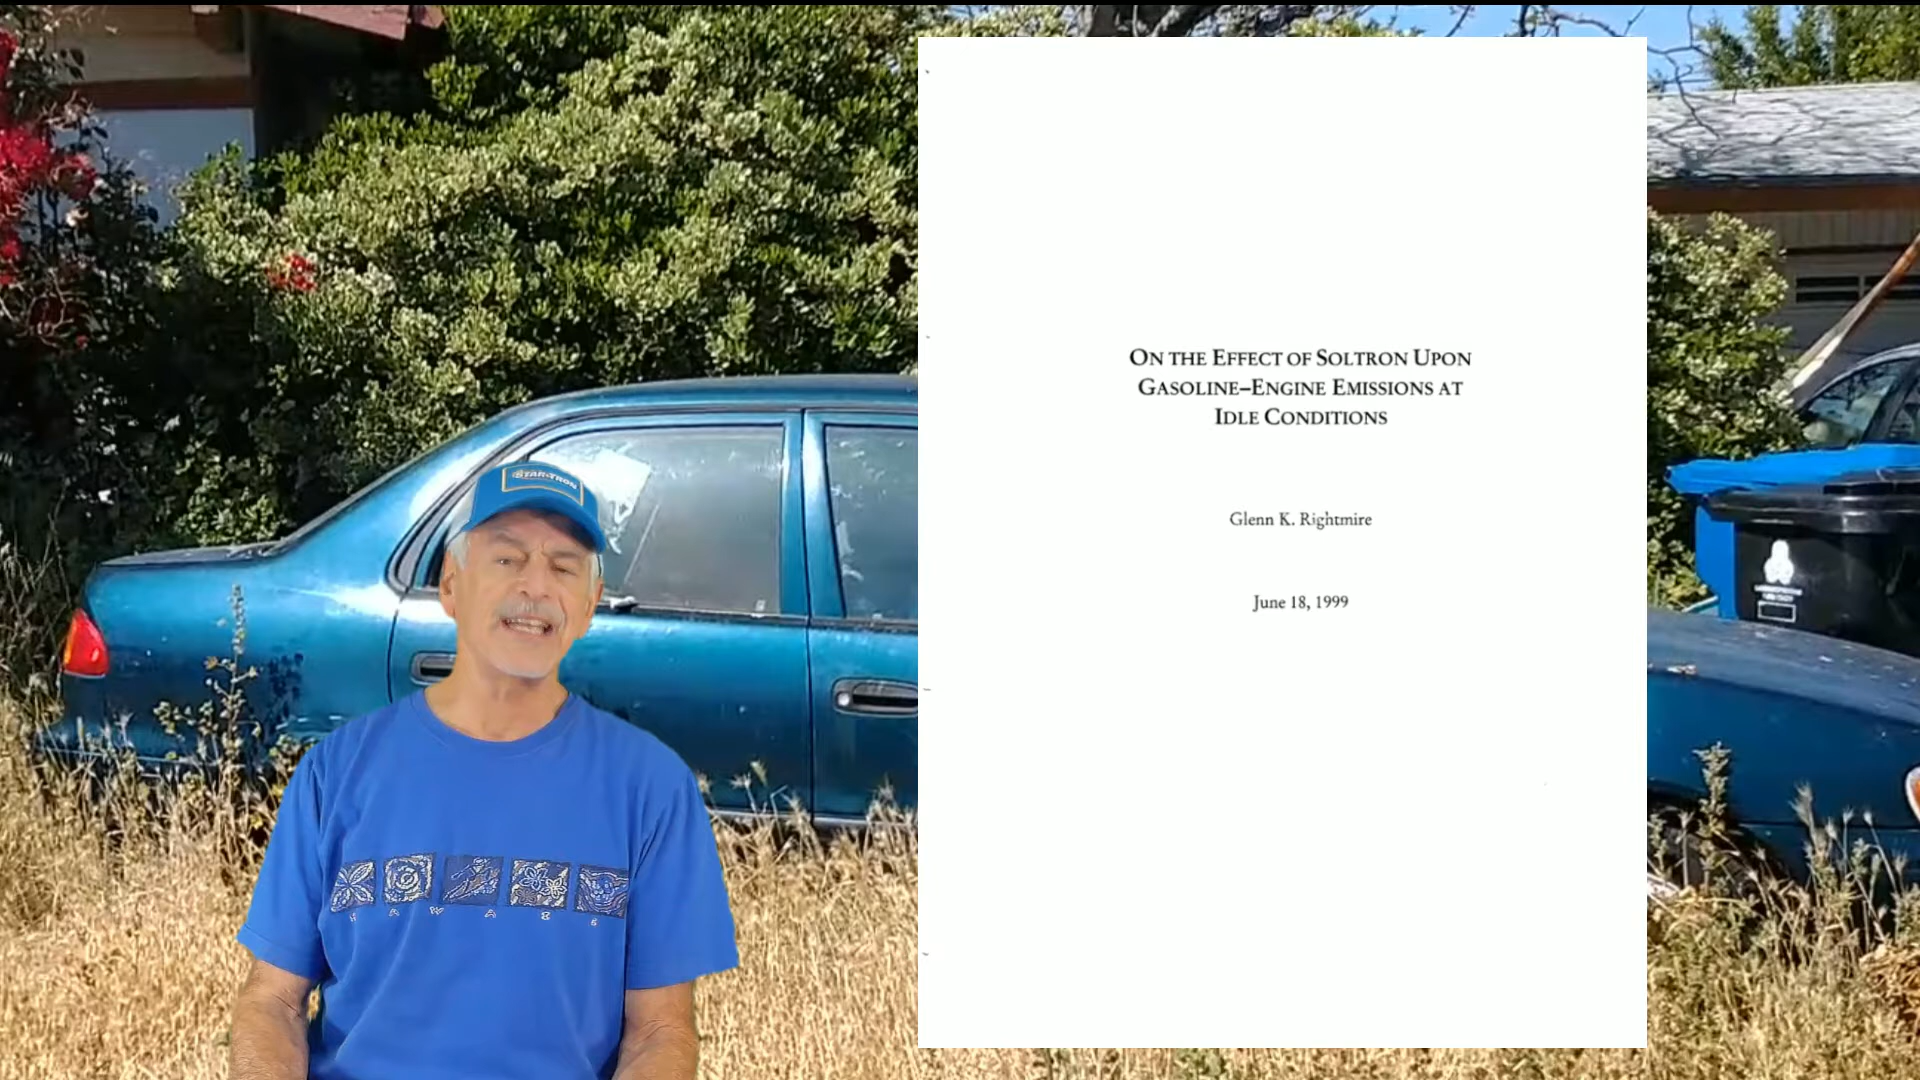 STAR★TRON
HAWAII
ON THE EFFECT OF SOLTRON UPON
GASOLINE–ENGINE EMISSIONS AT
IDLE CONDITIONS
Glenn K. Rightmire
June 18, 1999